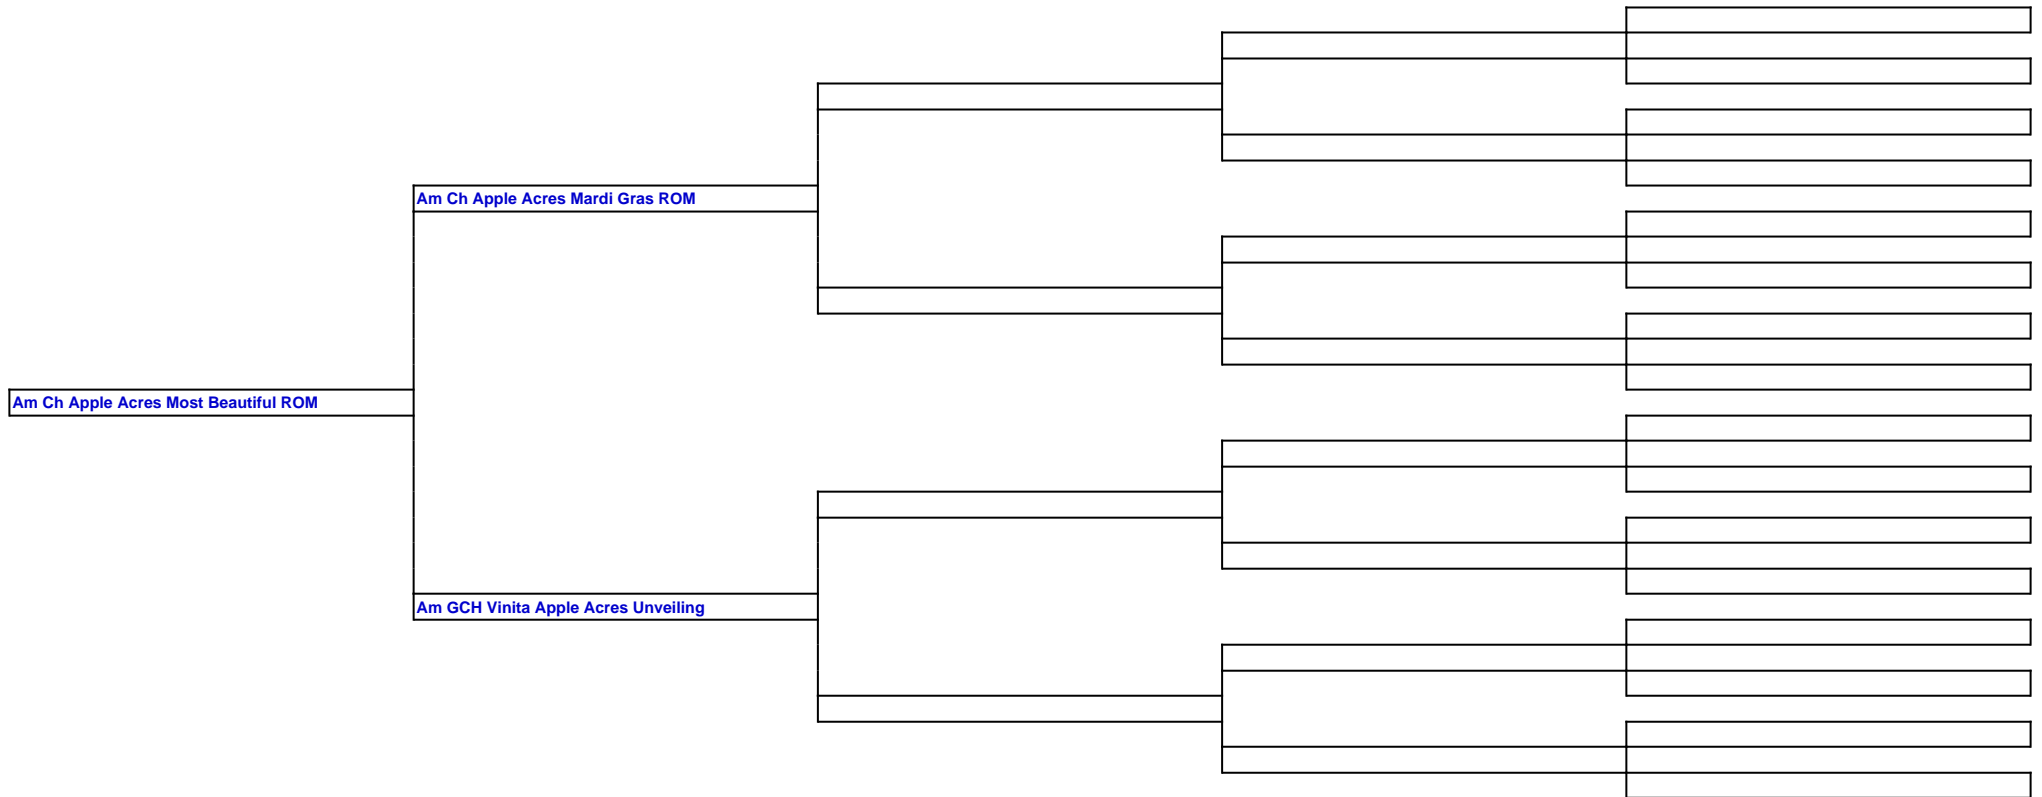 Am Ch Apple Acres Mardi Gras ROM
Am Ch Apple Acres Most Beautiful ROM
Am GCH Vinita Apple Acres Unveiling